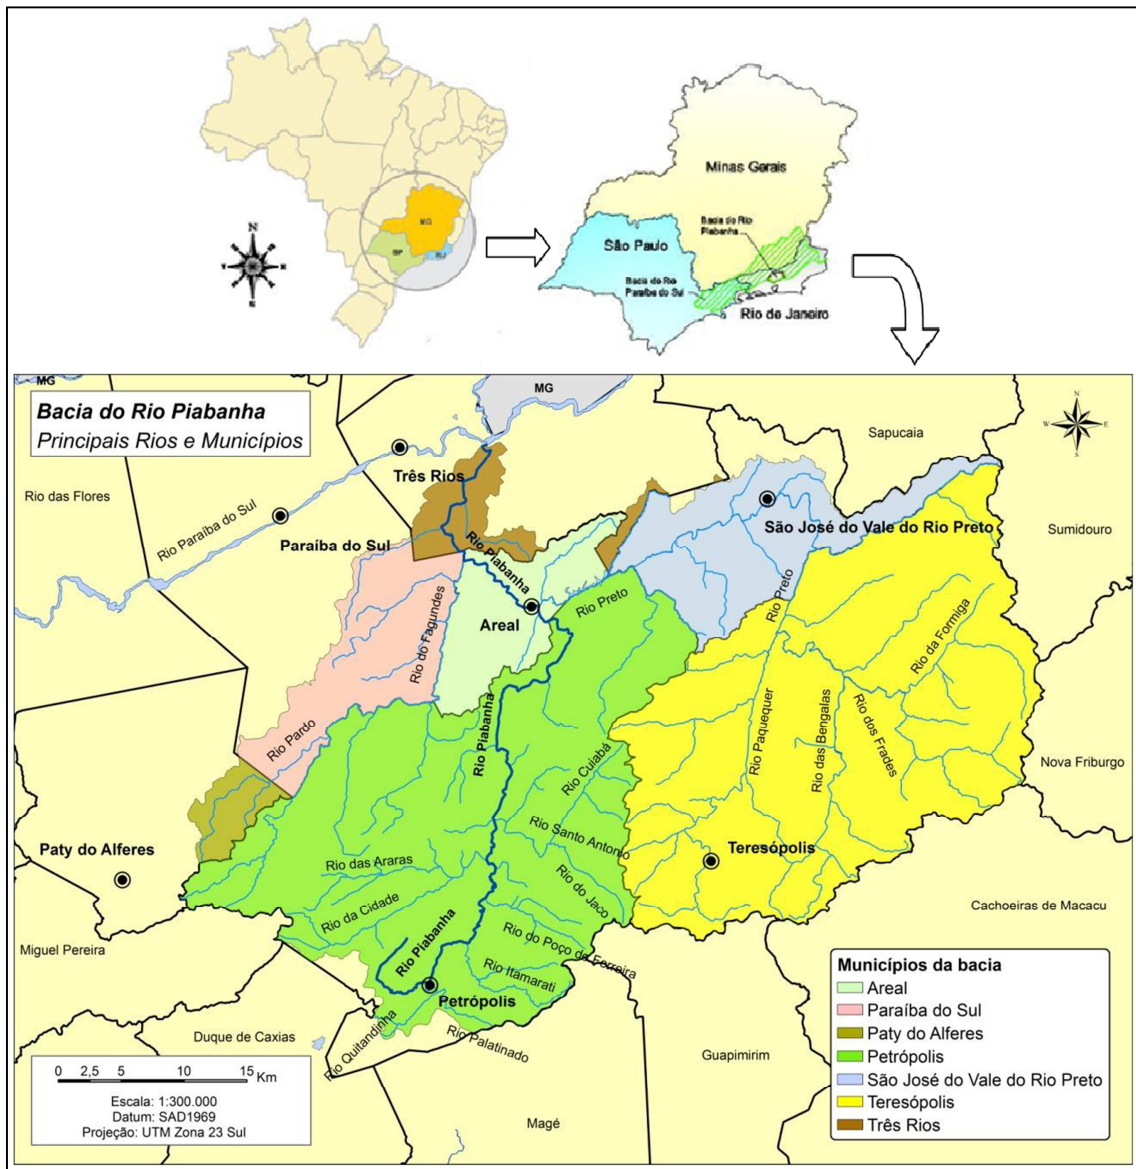 MG
SP
RJ
N
E
S
Minas Gerais
Bacia do Rio
Piabanha
São Paulo
Bacia do Rio
Paraíba do Sul
Rio de Janeiro
MG
MG
Bacia do Rio Piabanha
Principais Rios e Municípios
N
W
E
S
Sapucaia
Três Rios
Rio das Flores
Rio Paraíba do Sul
São José do Vale do Rio Preto
Sumidouro
Paraíba do Sul
Rio Piabanha
Rio Preto
Rio Preto
Areal
Rio do Fagundes
Rio da Formiga
Rio Piabanha
Rio Pardo
Rio Paquequer
Rio das Bengalas
Rio dos Frades
Rio Cuiabá
Nova Friburgo
Paty do Alferes
Rio Santo Antonio
Teresópolis
Rio das Araras
Rio do Jaco
Rio da Cidade
Cachoeiras de Macacu
Miguel Pereira
Rio Piabanha
Rio do Poço do Ferreira
Rio Itamarati
Petrópolis
Duque de Caxias
Rio Quitandinha
Rio Palatinado
Guapimirim
Magé
Municípios da bacia
Areal
Paraíba do Sul
Paty do Alferes
Petrópolis
São José do Vale do Rio Preto
Teresópolis
Três Rios
0 2,5 5 10 15 Km
Escala: 1:300.000
Datum: SAD1969
Projeção: UTM Zona 23 Sul